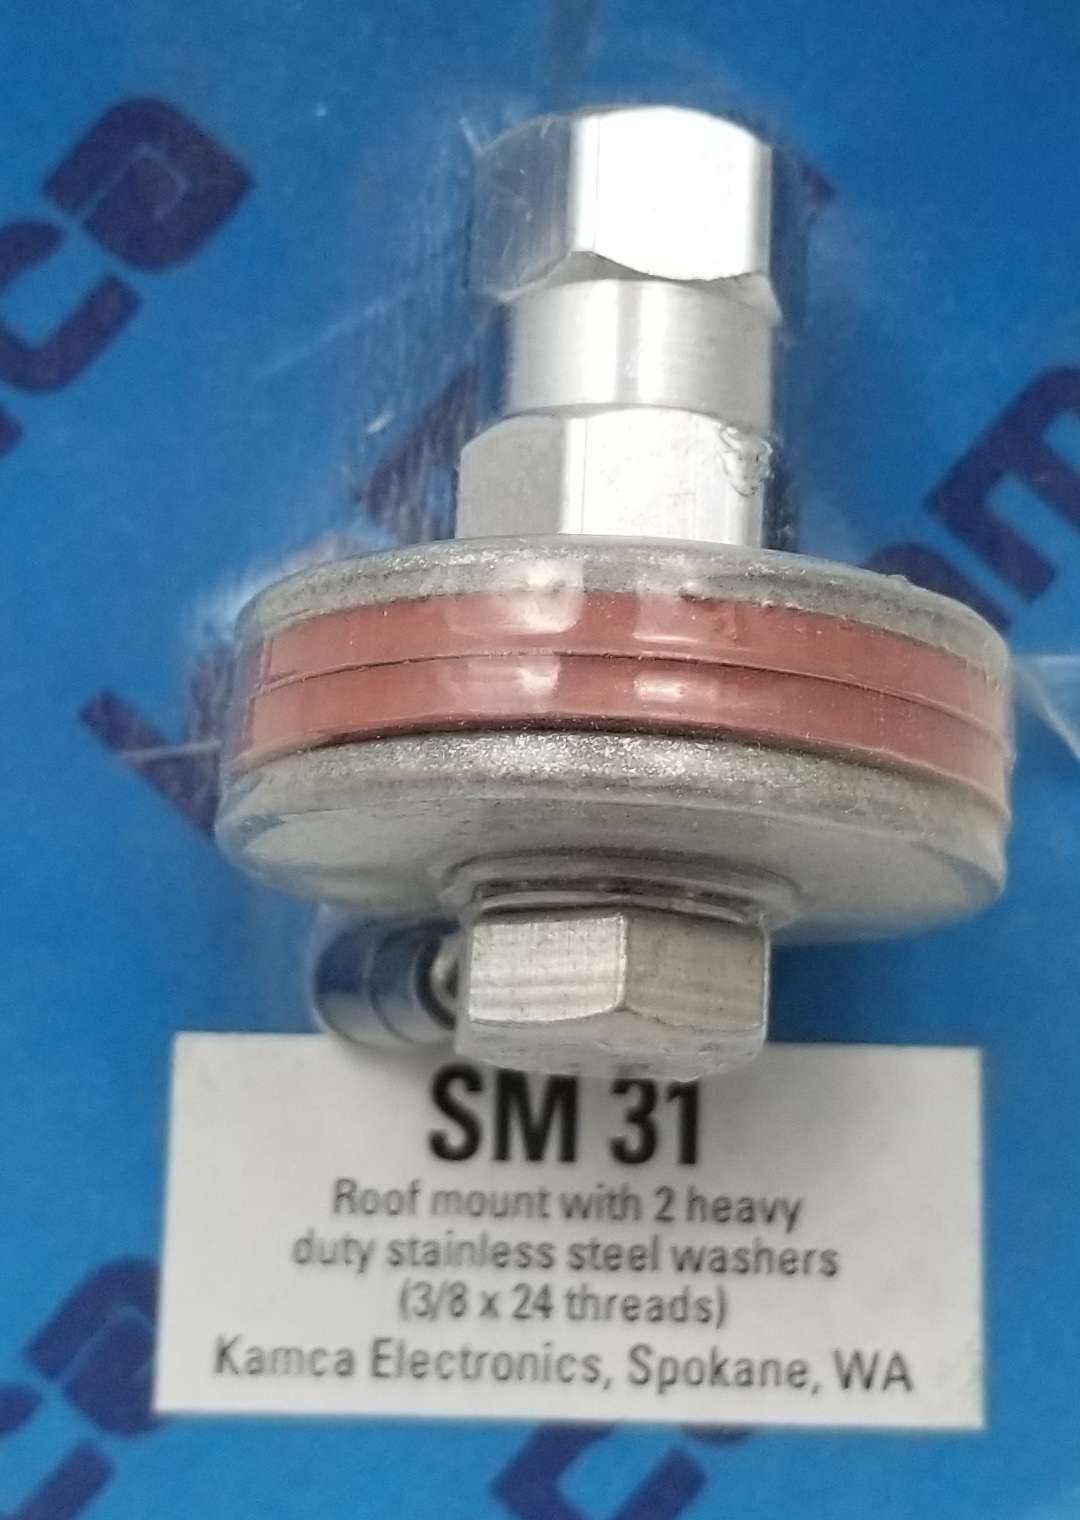 SM 31
Roof mount with 2 heavy
duty stainless steel washers
(3/8 x 24 threads)
Kamca Electronics, Spokane, WA